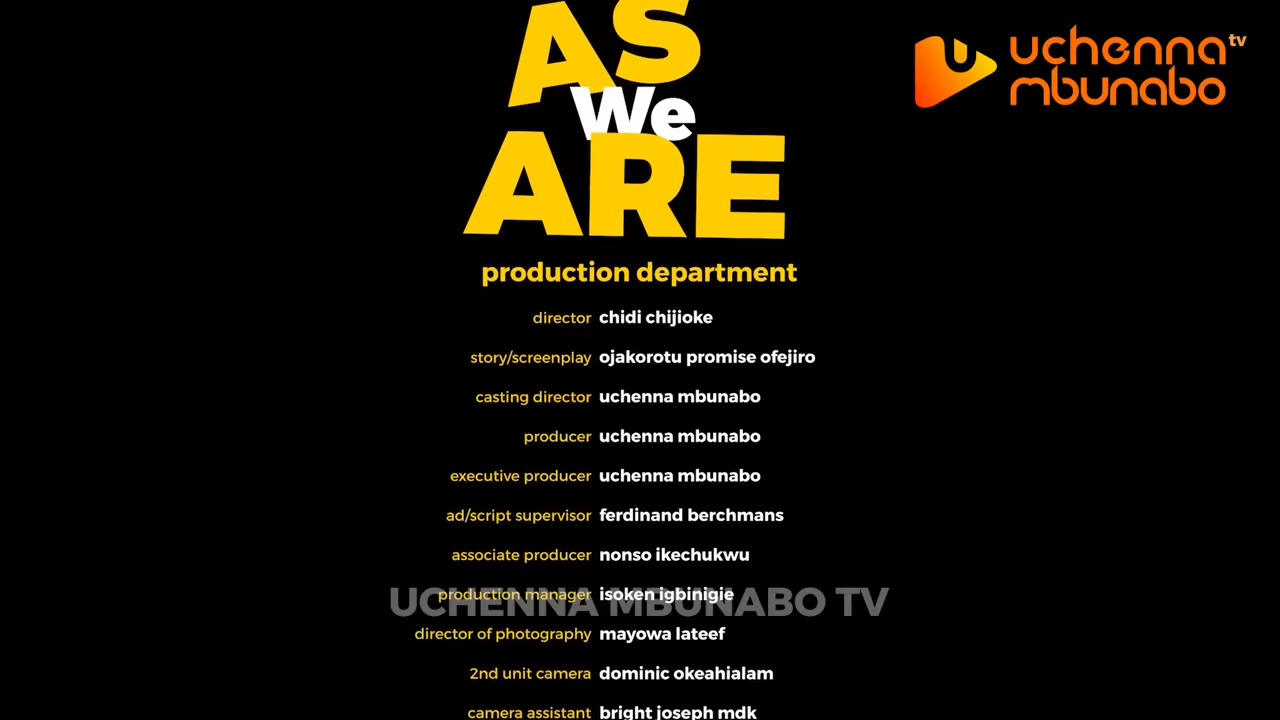 AS
We
ARE
uchenna tv
mbunabo
production department
director chidi chijioke
story/screenplay ojakorotu promise ofejiro
casting director uchenna mbunabo
producer uchenna mbunabo
executive producer uchenna mbunabo
ad/script supervisor ferdinand berchmans
associate producer nonso ikechukwu
production manager isoken igbinigie
UCHENNA MBUNABO TV
director of photography mayowa lateef
2nd unit camera dominic okeahialam
camera assistant bright joseph mdk